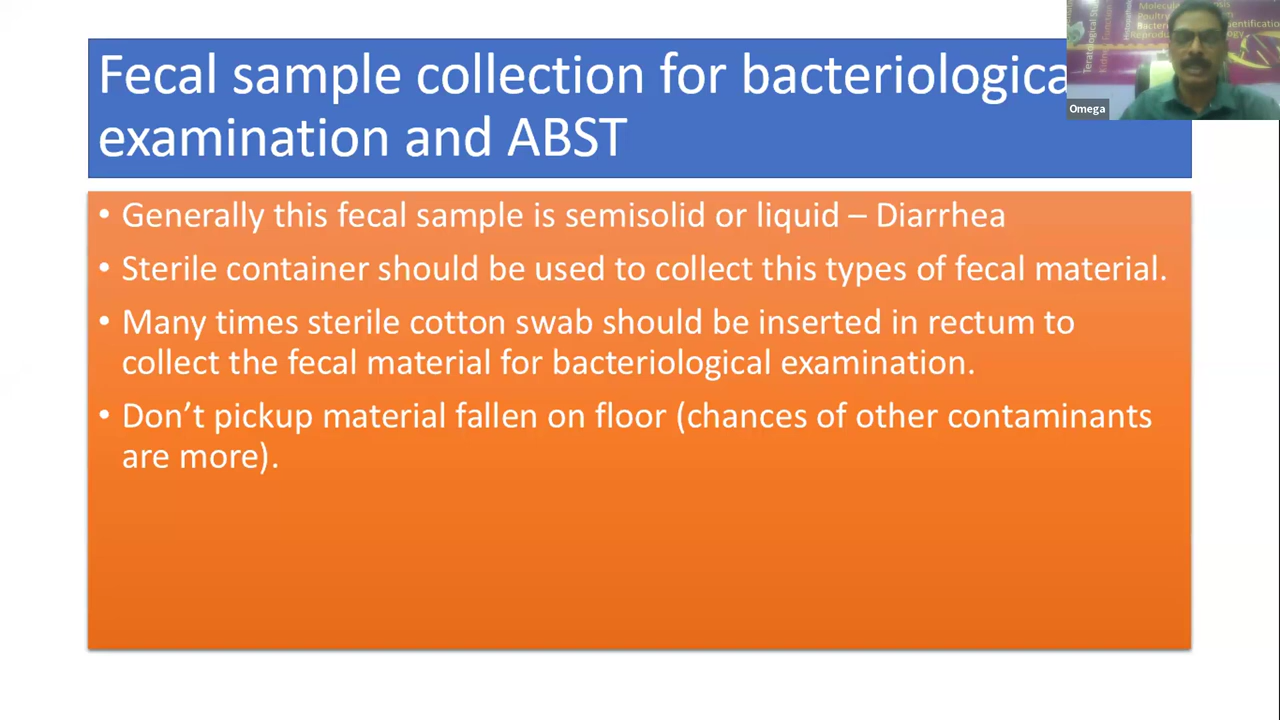 Fecal sample collection for bacteriologica
examination and ABST
• Generally this fecal sample is semisolid or liquid – Diarrhea
• Sterile container should be used to collect this types of fecal material.
• Many times sterile cotton swab should be inserted in rectum to
collect the fecal material for bacteriological examination.
• Don’t pickup material fallen on floor (chances of other contaminants
are more).
Omega